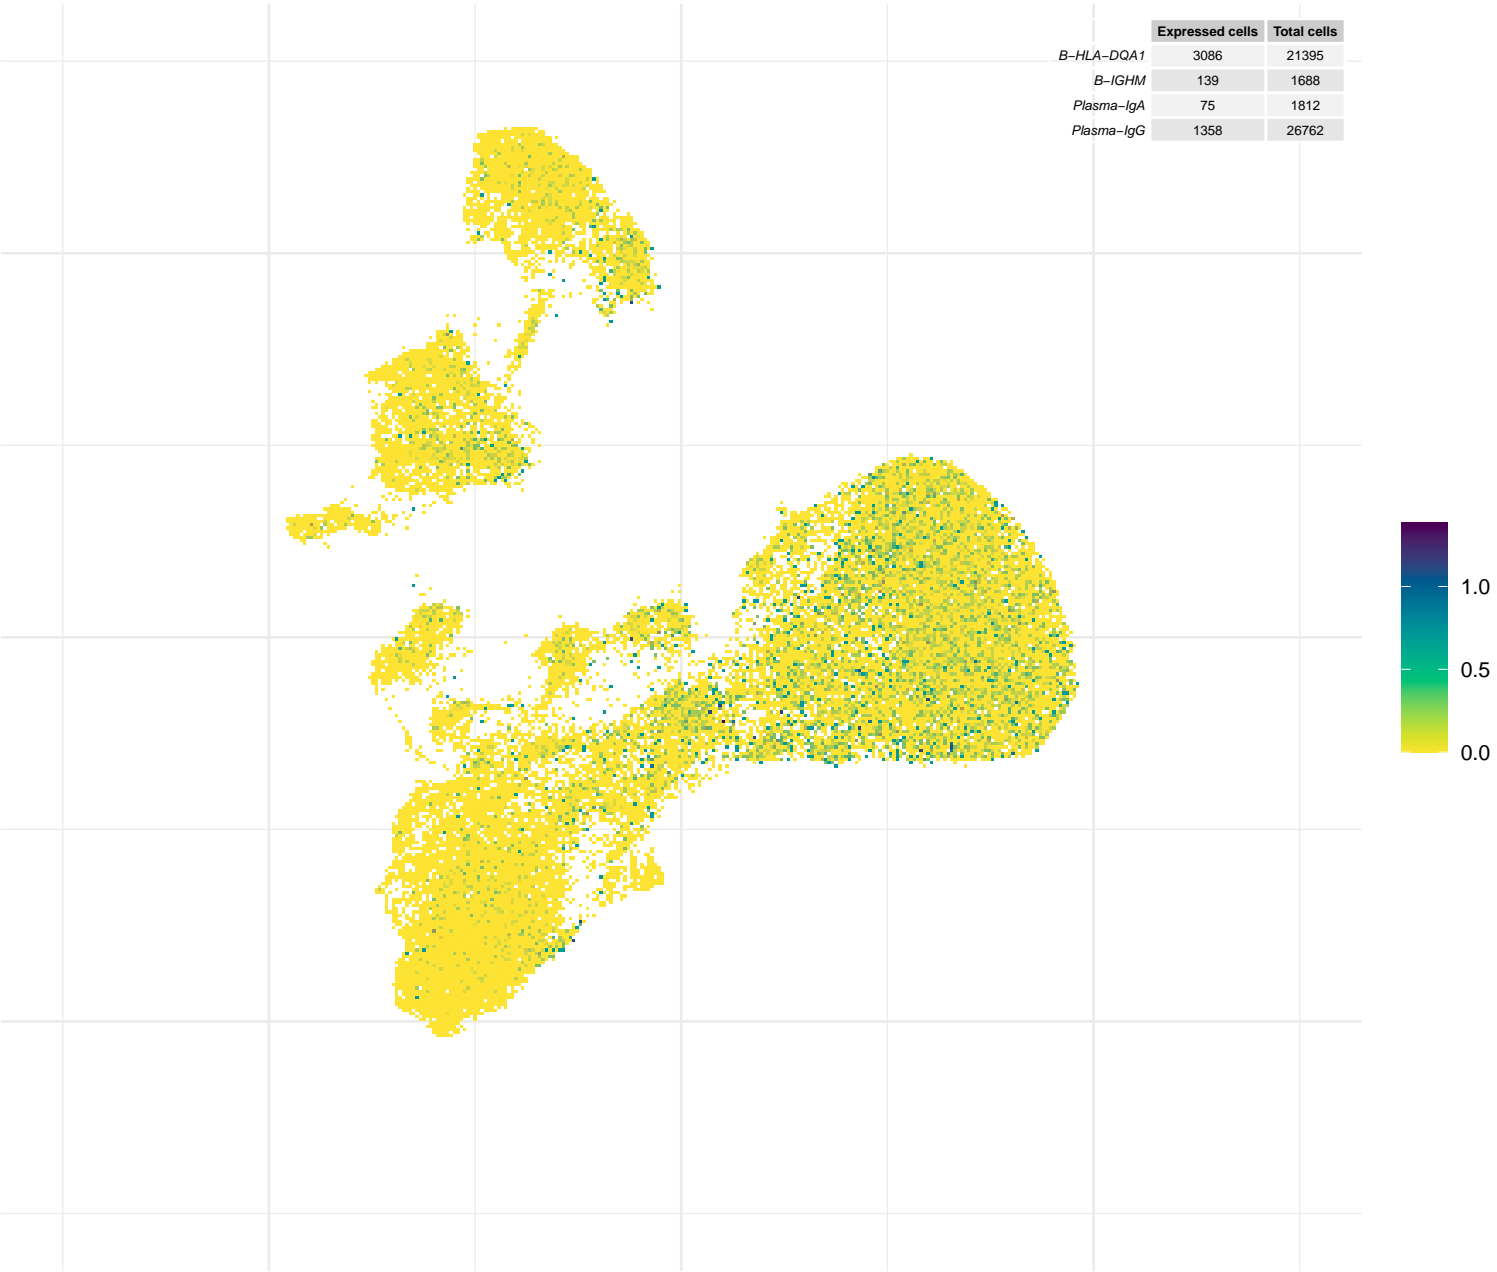 Expressed cells Total cells
B–HLA–DQA1 3086 21395
B–IGHM 139 1688
Plasma–IgA 75 1812
Plasma–IgG 1358 26762
1.0
0.5
0.0